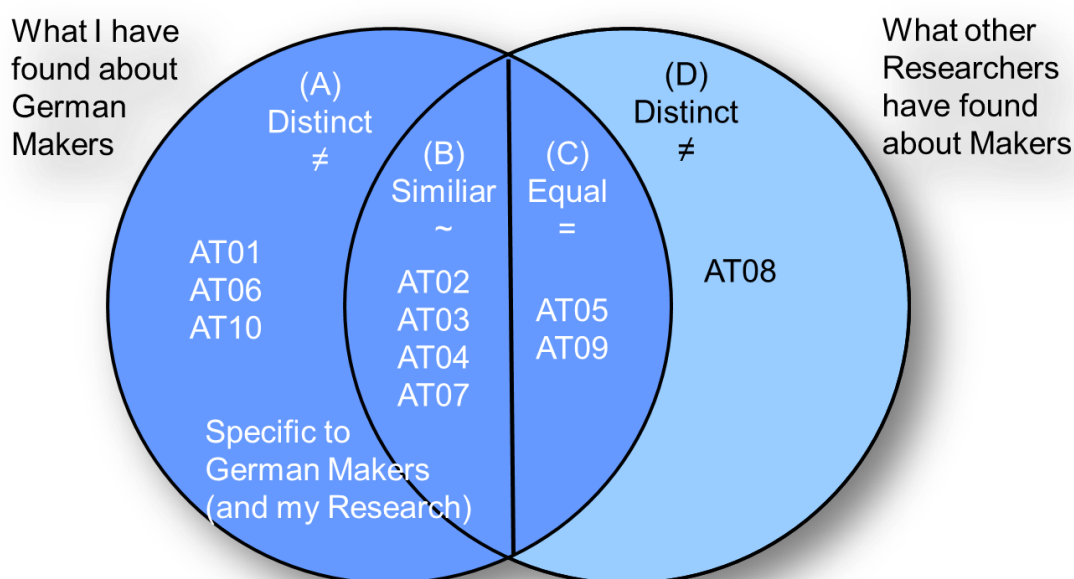 What I have
found about
German
Makers
(A)
Distinct
≠
AT01
AT06
AT10
Specific to
German Makers
(and my Research)
(B)
Similiar
~
AT02
AT03
AT04
AT07
(C)
Equal
=
AT05
AT09
(D)
Distinct
≠
AT08
What other
Researchers
have found
about Makers